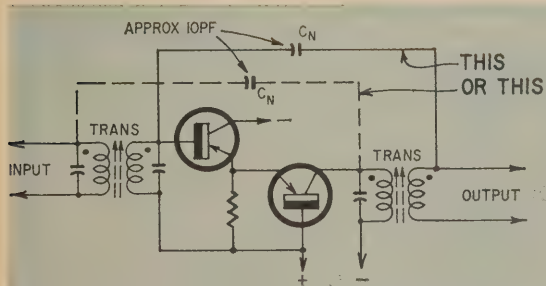 APPROX 10PF
C_N
THIS
OR THIS
C_N
TRANS
TRANS
INPUT
OUTPUT
+
-
-